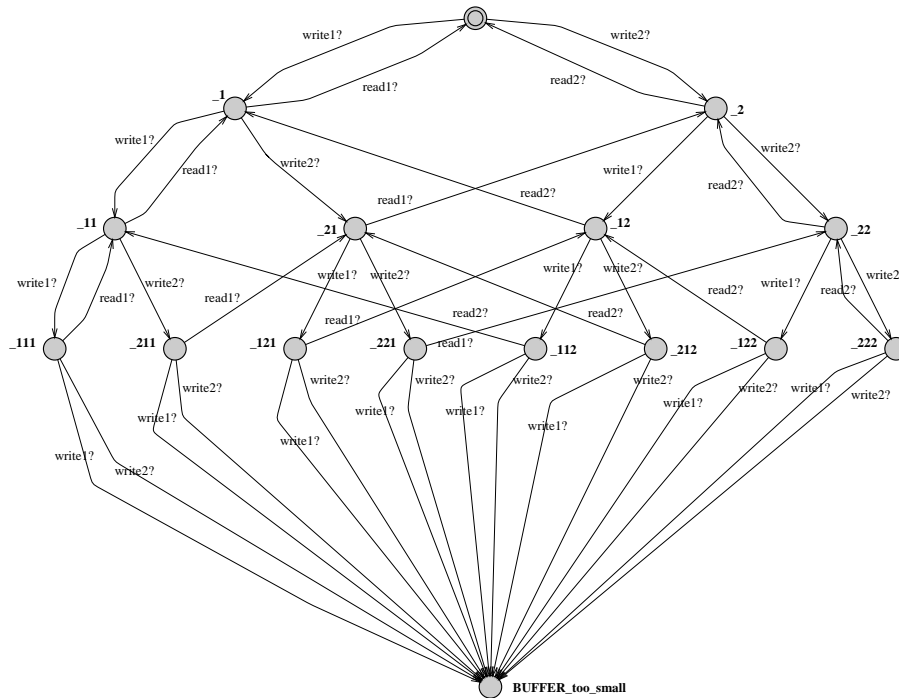 write1?
write2?
read1?
read2?
_1
_2
write1?
write2?
write1?
write2?
read1?
read1?
read2?
read2?
_11
_21
_12
_22
write1?
write2?
write1?
write2?
write1?
write2?
write1?
write2?
read1?
read1?
read1?
read1?
read2?
read2?
read2?
read2?
_111
_211
_121
_221
_112
_212
_122
_222
write1?
write2?
write1?
write2?
write1?
write2?
write1?
write2?
write1?
write2?
write1?
write2?
write1?
write2?
write1?
write2?
BUFFER_too_small